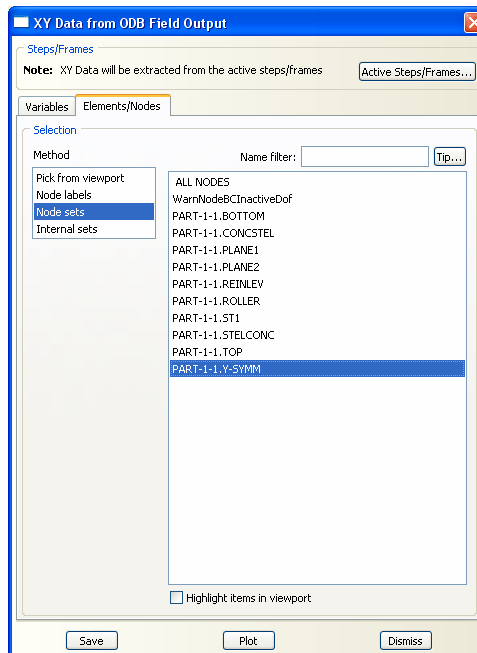 XY Data from ODB Field Output
Steps/Frames
Note: XY Data will be extracted from the active steps/frames
Active Steps/Frames...
Variables
Elements/Nodes
Selection
Method
Name filter:
Tip...
Pick from viewport
Node labels
Node sets
Internal sets
ALL NODES
WarnNodeBCInactiveDof
PART-1-1.BOTTOM
PART-1-1.CONCSTEL
PART-1-1.PLANE1
PART-1-1.PLANE2
PART-1-1.REINLEV
PART-1-1.ROLLER
PART-1-1.ST1
PART-1-1.STELCONC
PART-1-1.TOP
PART-1-1.Y-SYMM
Highlight items in viewport
Save
Plot
Dismiss